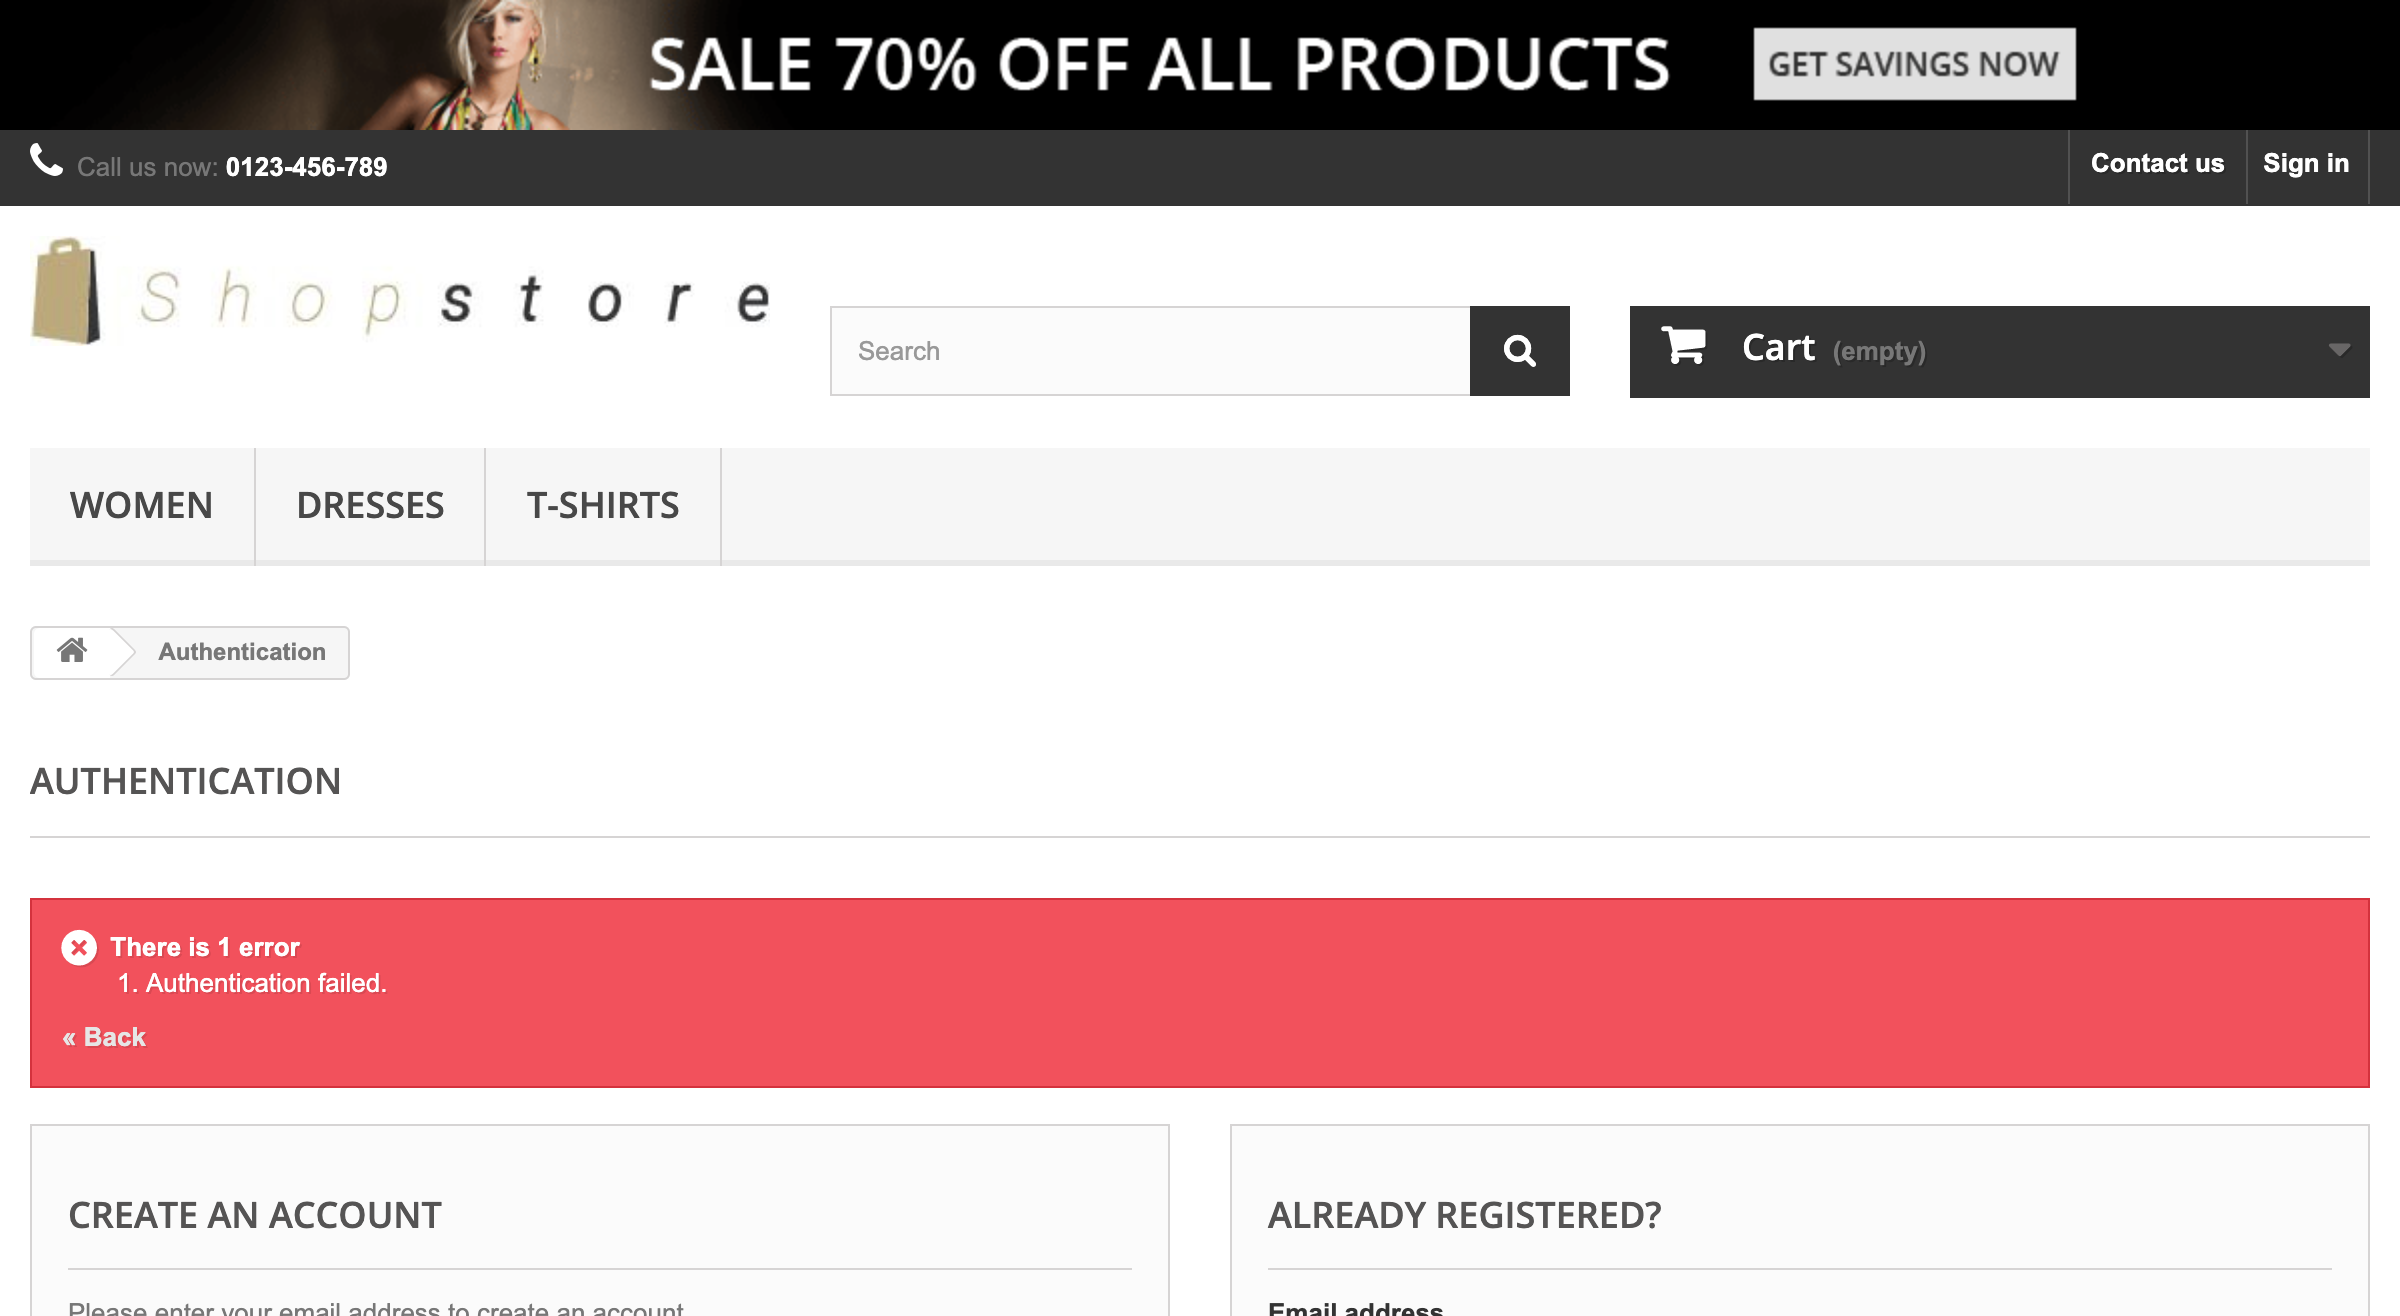 SALE 70% OFF ALL PRODUCTS GET SAVINGS NOW
Call us now: 0123-456-789 Contact us Sign in
Shopstore
Search
Cart (empty)
WOMEN DRESSES T-SHIRTS
Authentication
AUTHENTICATION
There is 1 error
1. Authentication failed.
« Back
CREATE AN ACCOUNT
Please enter your email address to create an account
ALREADY REGISTERED?
Email address